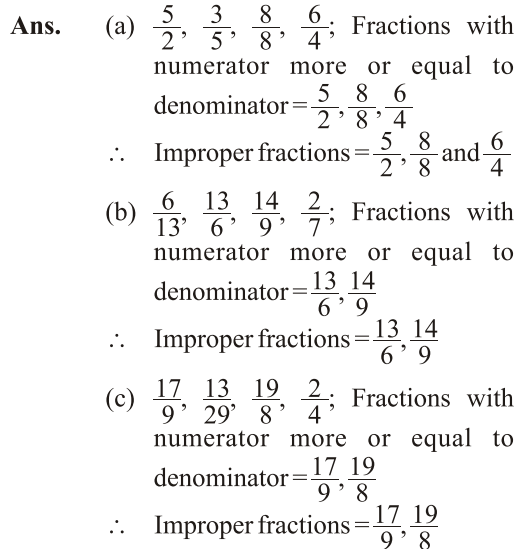 Ans. (a) 5/2, 3/5, 8/8, 6/4; Fractions with
numerator more or equal to
denominator = 5/2, 8/8, 6/4
∴ Improper fractions = 5/2, 8/8 and 6/4
(b) 6/13, 13/6, 14/9, 2/7; Fractions with
numerator more or equal to
denominator = 13/6, 14/9
∴ Improper fractions = 13/6, 14/9
(c) 17/9, 13/29, 19/8, 2/4; Fractions with
numerator more or equal to
denominator = 17/9, 19/8
∴ Improper fractions = 17/9, 19/8